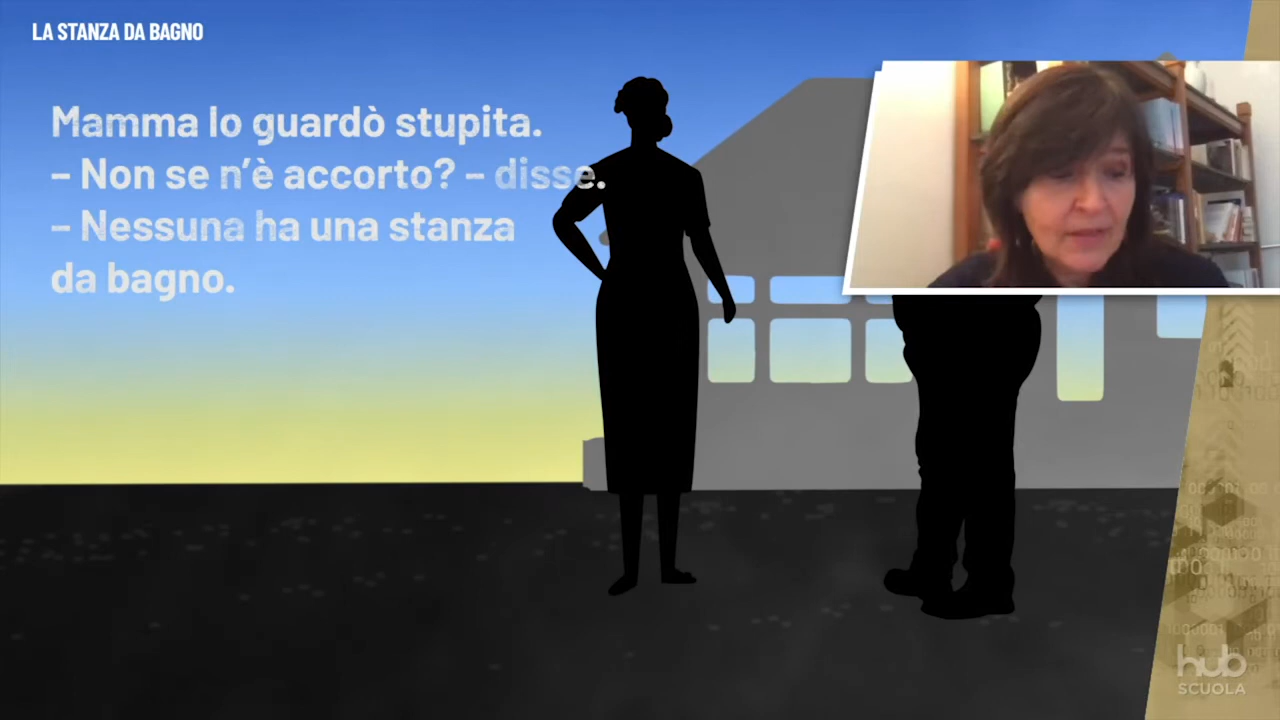 LA STANZA DA BAGNO
Mamma lo guardò stupita.
– Non se n’è accorto? – disse.
– Nessuna ha una stanza
da bagno.
hub
SCUOLA